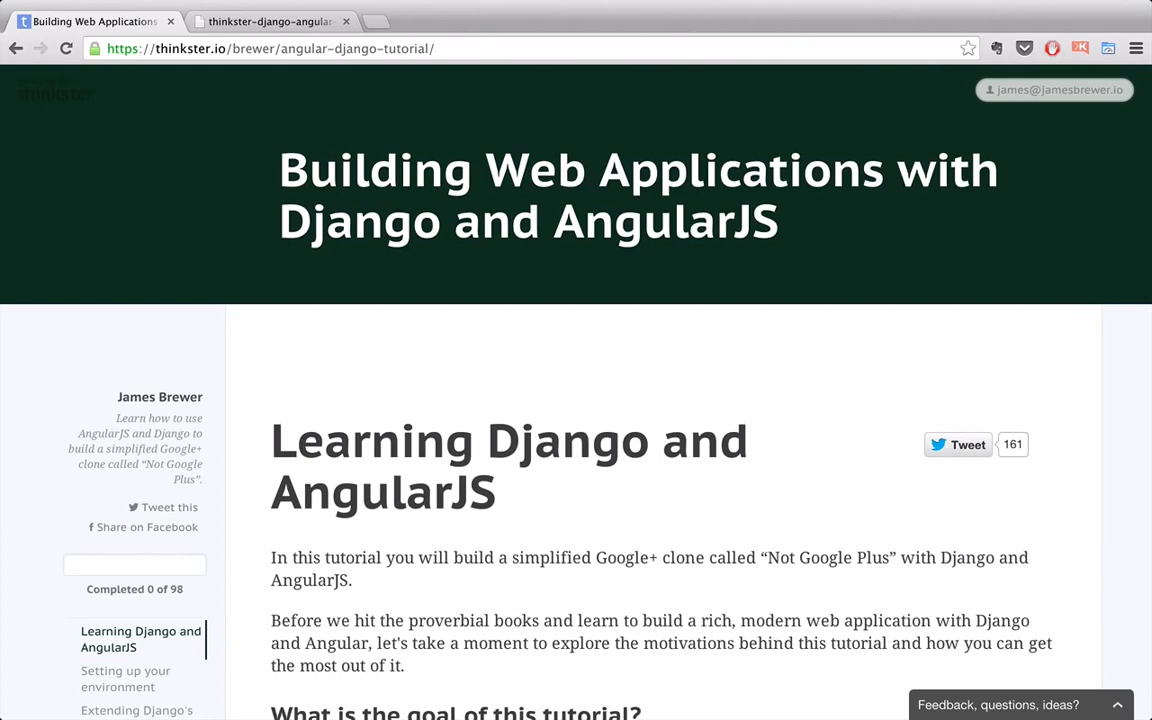 Building Web Applications
thinkster-django-angular
https://thinkster.io/brewer/angular-django-tutorial/
thinkster
james@jamesbrewer.io
Building Web Applications with
Django and AngularJS
James Brewer
Learn how to use
AngularJS and Django to
build a simplified Google+
clone called “Not Google
Plus”.
Tweet this
Share on Facebook
Completed 0 of 98
Learning Django and
AngularJS
Setting up your
environment
Extending Django's
Learning Django and
AngularJS
Tweet 161
In this tutorial you will build a simplified Google+ clone called “Not Google Plus” with Django and
AngularJS.
Before we hit the proverbial books and learn to build a rich, modern web application with Django
and Angular, let's take a moment to explore the motivations behind this tutorial and how you can get
the most out of it.
What is the goal of this tutorial?
Feedback, questions, ideas?